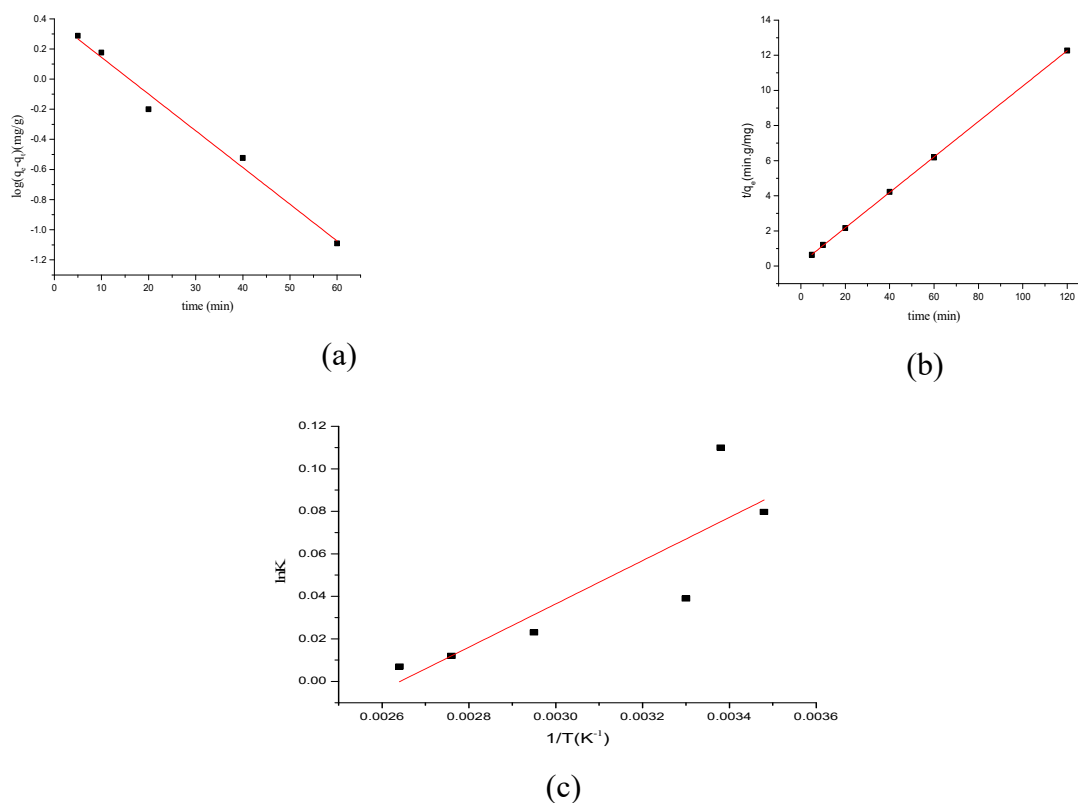 0.4
0.2
0.0
-0.2
-0.4
-0.6
-0.8
-1.0
-1.2
log(qe-qt)(mg/g)
0 10 20 30 40 50 60
time (min)
(a)
14
12
10
8
6
4
2
0
t/qe(min.g/mg)
0 20 40 60 80 100 120
time (min)
(b)
0.12
0.10
0.08
0.06
0.04
0.02
0.00
lnK
0.0026 0.0028 0.0030 0.0032 0.0034 0.0036
1/T(K⁻¹)
(c)